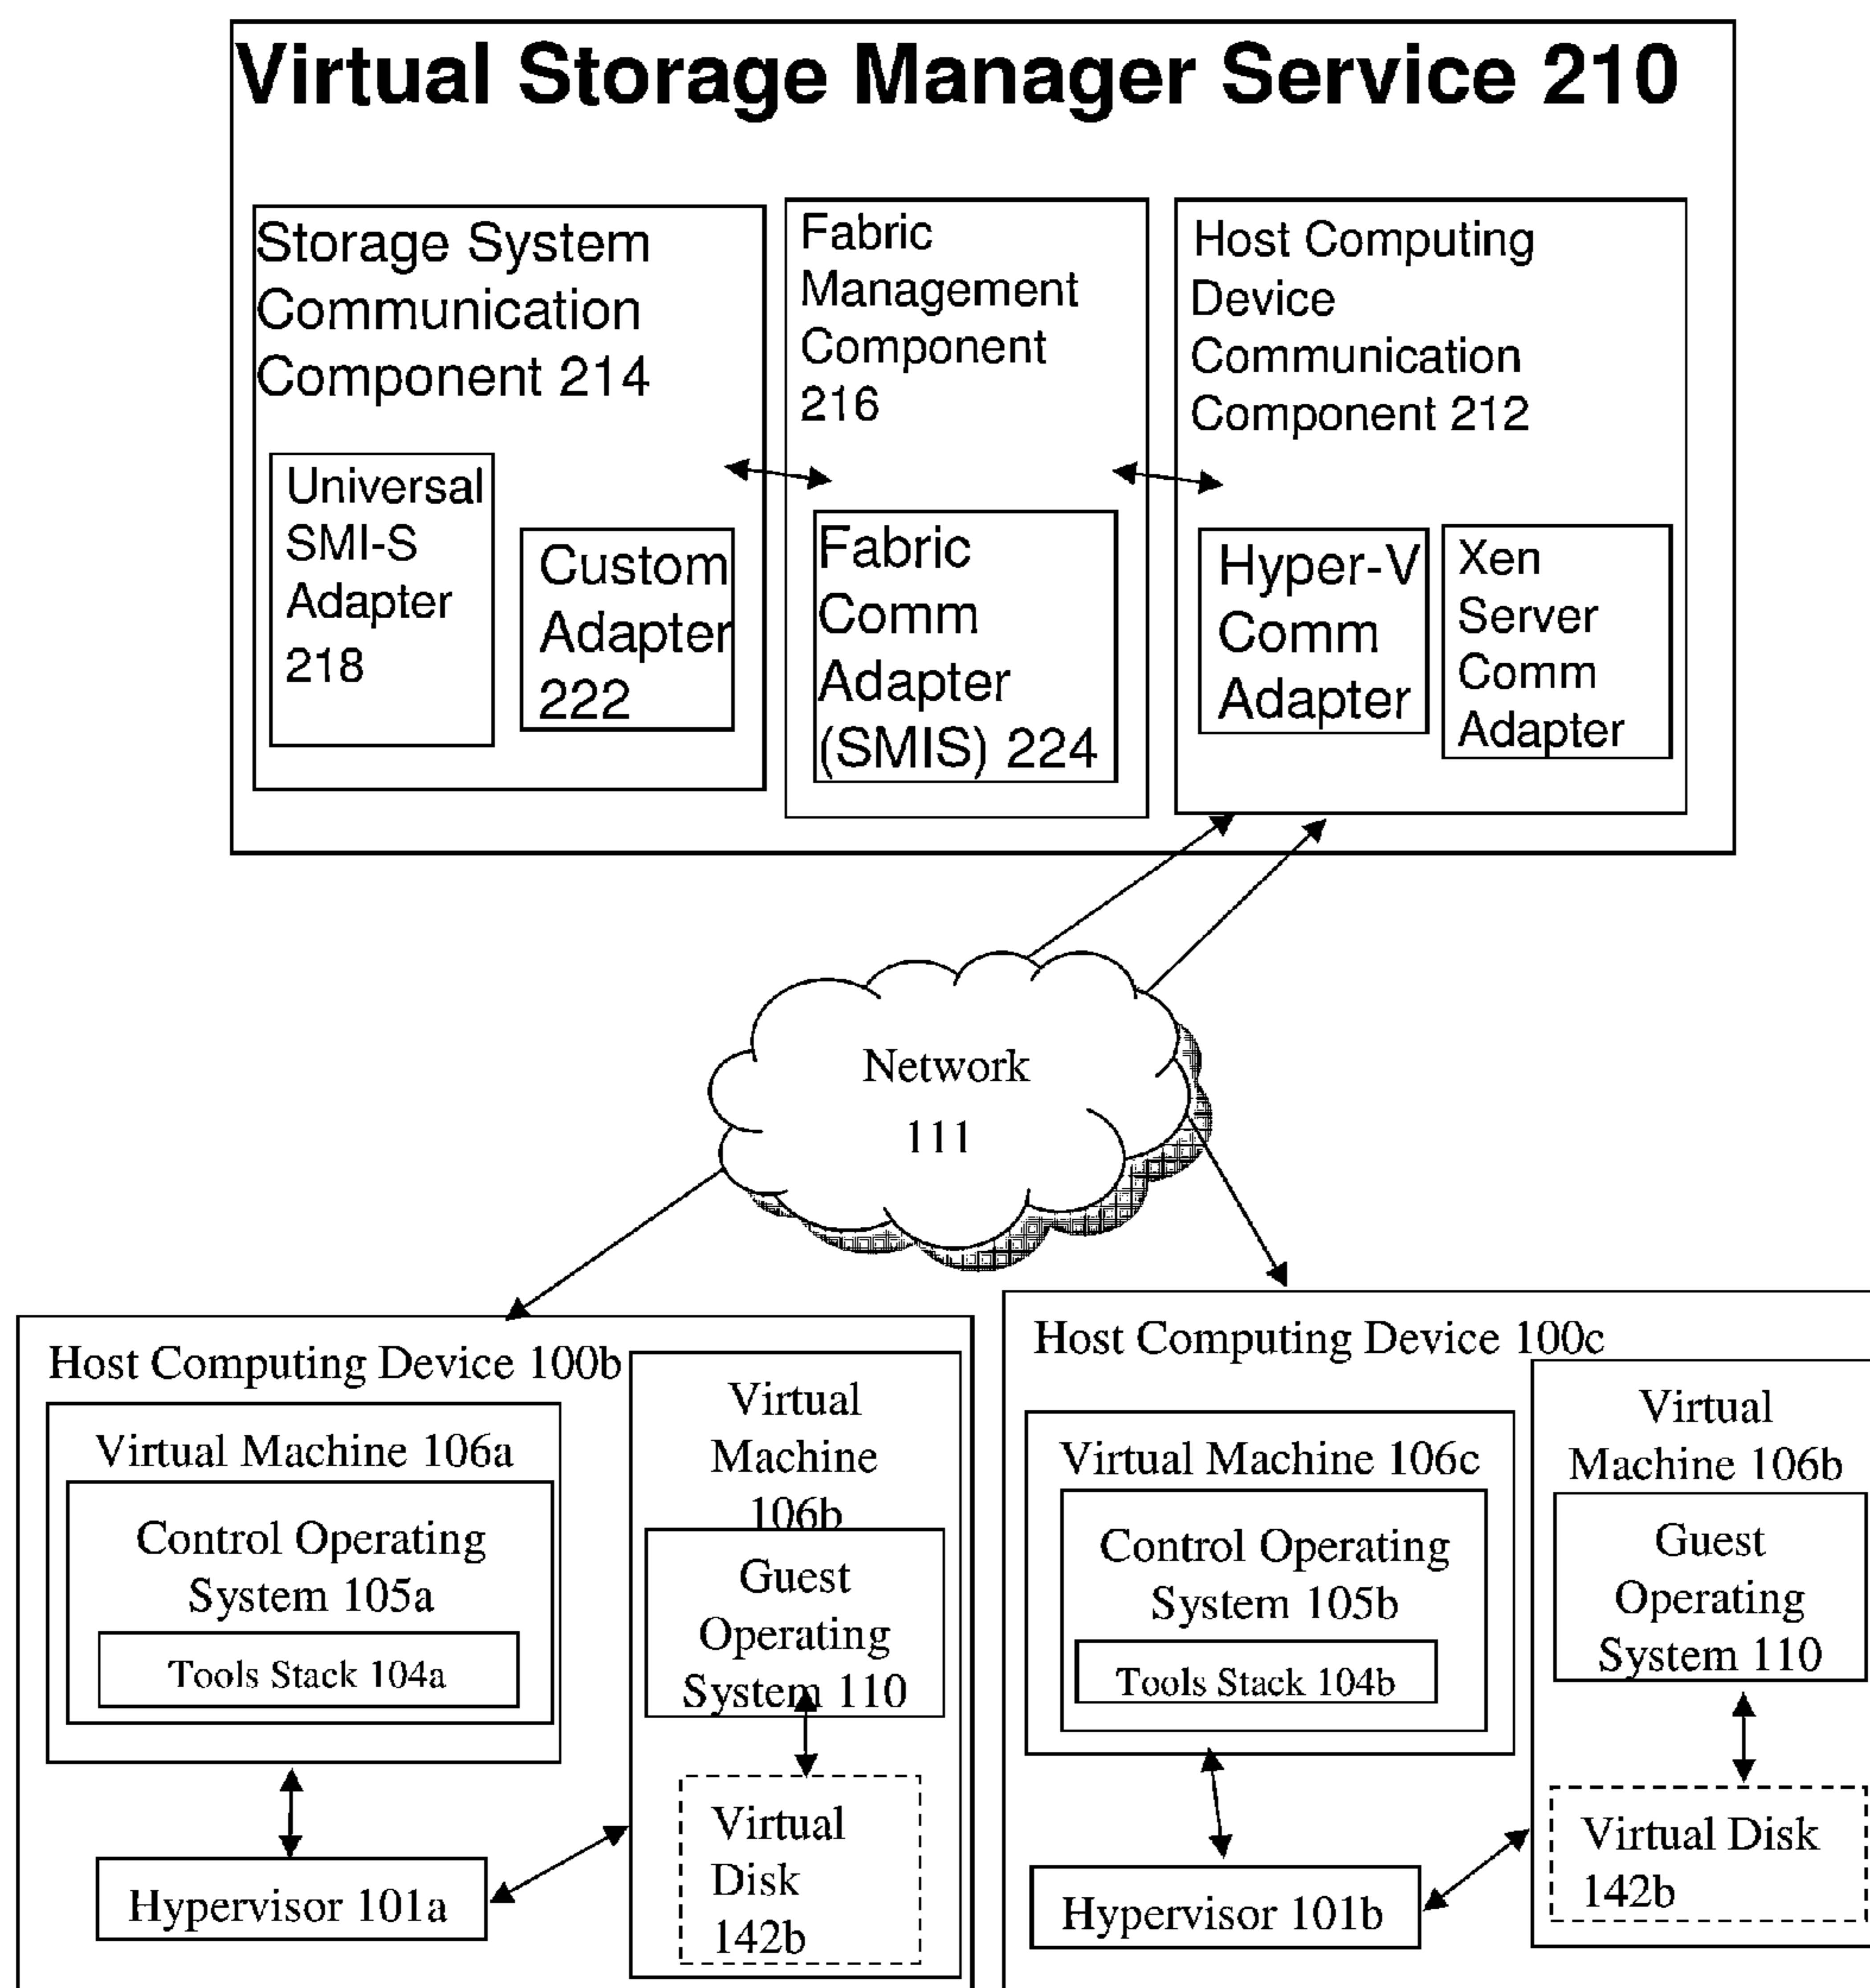 Virtual Storage Manager Service 210
Storage System
Communication
Component 214
Universal
SMI-S
Adapter
218
Custom
Adapter
222
Fabric
Management
Component
216
Fabric
Comm
Adapter
(SMIS) 224
Host Computing
Device
Communication
Component 212
Hyper-V
Comm
Adapter
Xen
Server
Comm
Adapter
Network
111
Host Computing Device 100b
Virtual Machine 106a
Control Operating
System 105a
Tools Stack 104a
Hypervisor 101a
Virtual
Machine
106b
Guest
Operating
System 110
Virtual
Disk
142b
Host Computing Device 100c
Virtual Machine 106c
Control Operating
System 105b
Tools Stack 104b
Hypervisor 101b
Virtual
Machine 106b
Guest
Operating
System 110
Virtual Disk
142b